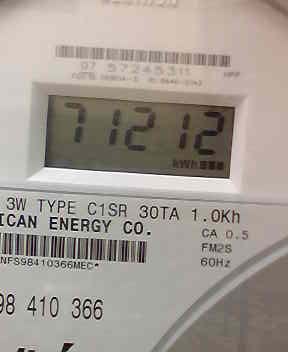 97 57245311
71212
kWh
3W TYPE C1SR 30TA 1.0Kh
ICAN ENERGY CO.
CA 0.5
FM2S
NFS98410366MEC*
60Hz
98 410 366